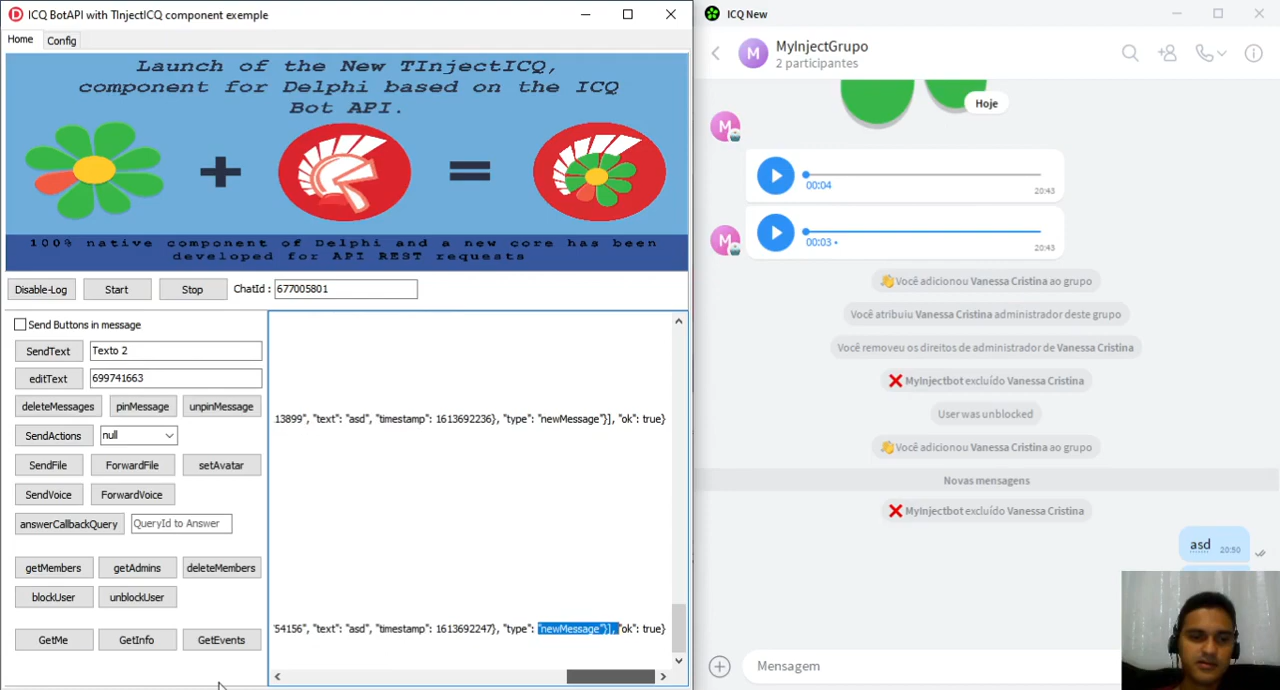 ICQ BotAPI with TInjectICQ component exemple
Home
Config
Launch of the New TInjectICQ,
component for Delphi based on the ICQ
Bot API.
+
=
100% native component of Delphi and a new core has been
developed for API REST requests
Disable-Log
Start
Stop
ChatId :
677005801
Send Buttons in message
SendText
Texto 2
editText
699741663
deleteMessages
pinMessage
unpinMessage
SendActions
null
SendFile
ForwardFile
setAvatar
SendVoice
ForwardVoice
answerCallbackQuery
QueryId to Answer
getMembers
getAdmins
deleteMembers
blockUser
unblockUser
GetMe
GetInfo
GetEvents
13899", "text": "asd", "timestamp": 1613692236}, "type": "newMessage"}], "ok": true}
54156", "text": "asd", "timestamp": 1613692247}, "type": "newMessage"}], "ok": true}
ICQ New
M
MyInjectGrupo
2 participantes
Hoje
M
00:04
20:43
M
00:03 •
20:43
👋Você adicionou Vanessa Cristina ao grupo
Você atribuiu Vanessa Cristina administrador deste grupo
Você removeu os direitos de administrador de Vanessa Cristina
❌ MyInjectbot excluído Vanessa Cristina
User was unblocked
👋Você adicionou Vanessa Cristina ao grupo
Novas mensagens
❌ MyInjectbot excluído Vanessa Cristina
asd
20:50
Mensagem